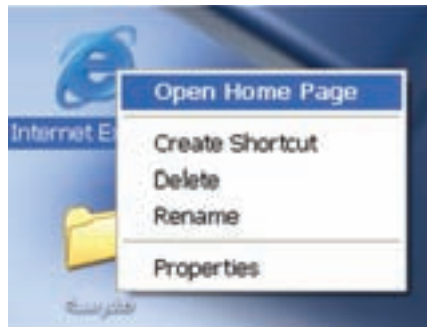 Open Home Page
Internet E
Create Shortcut
Delete
Rename
Properties